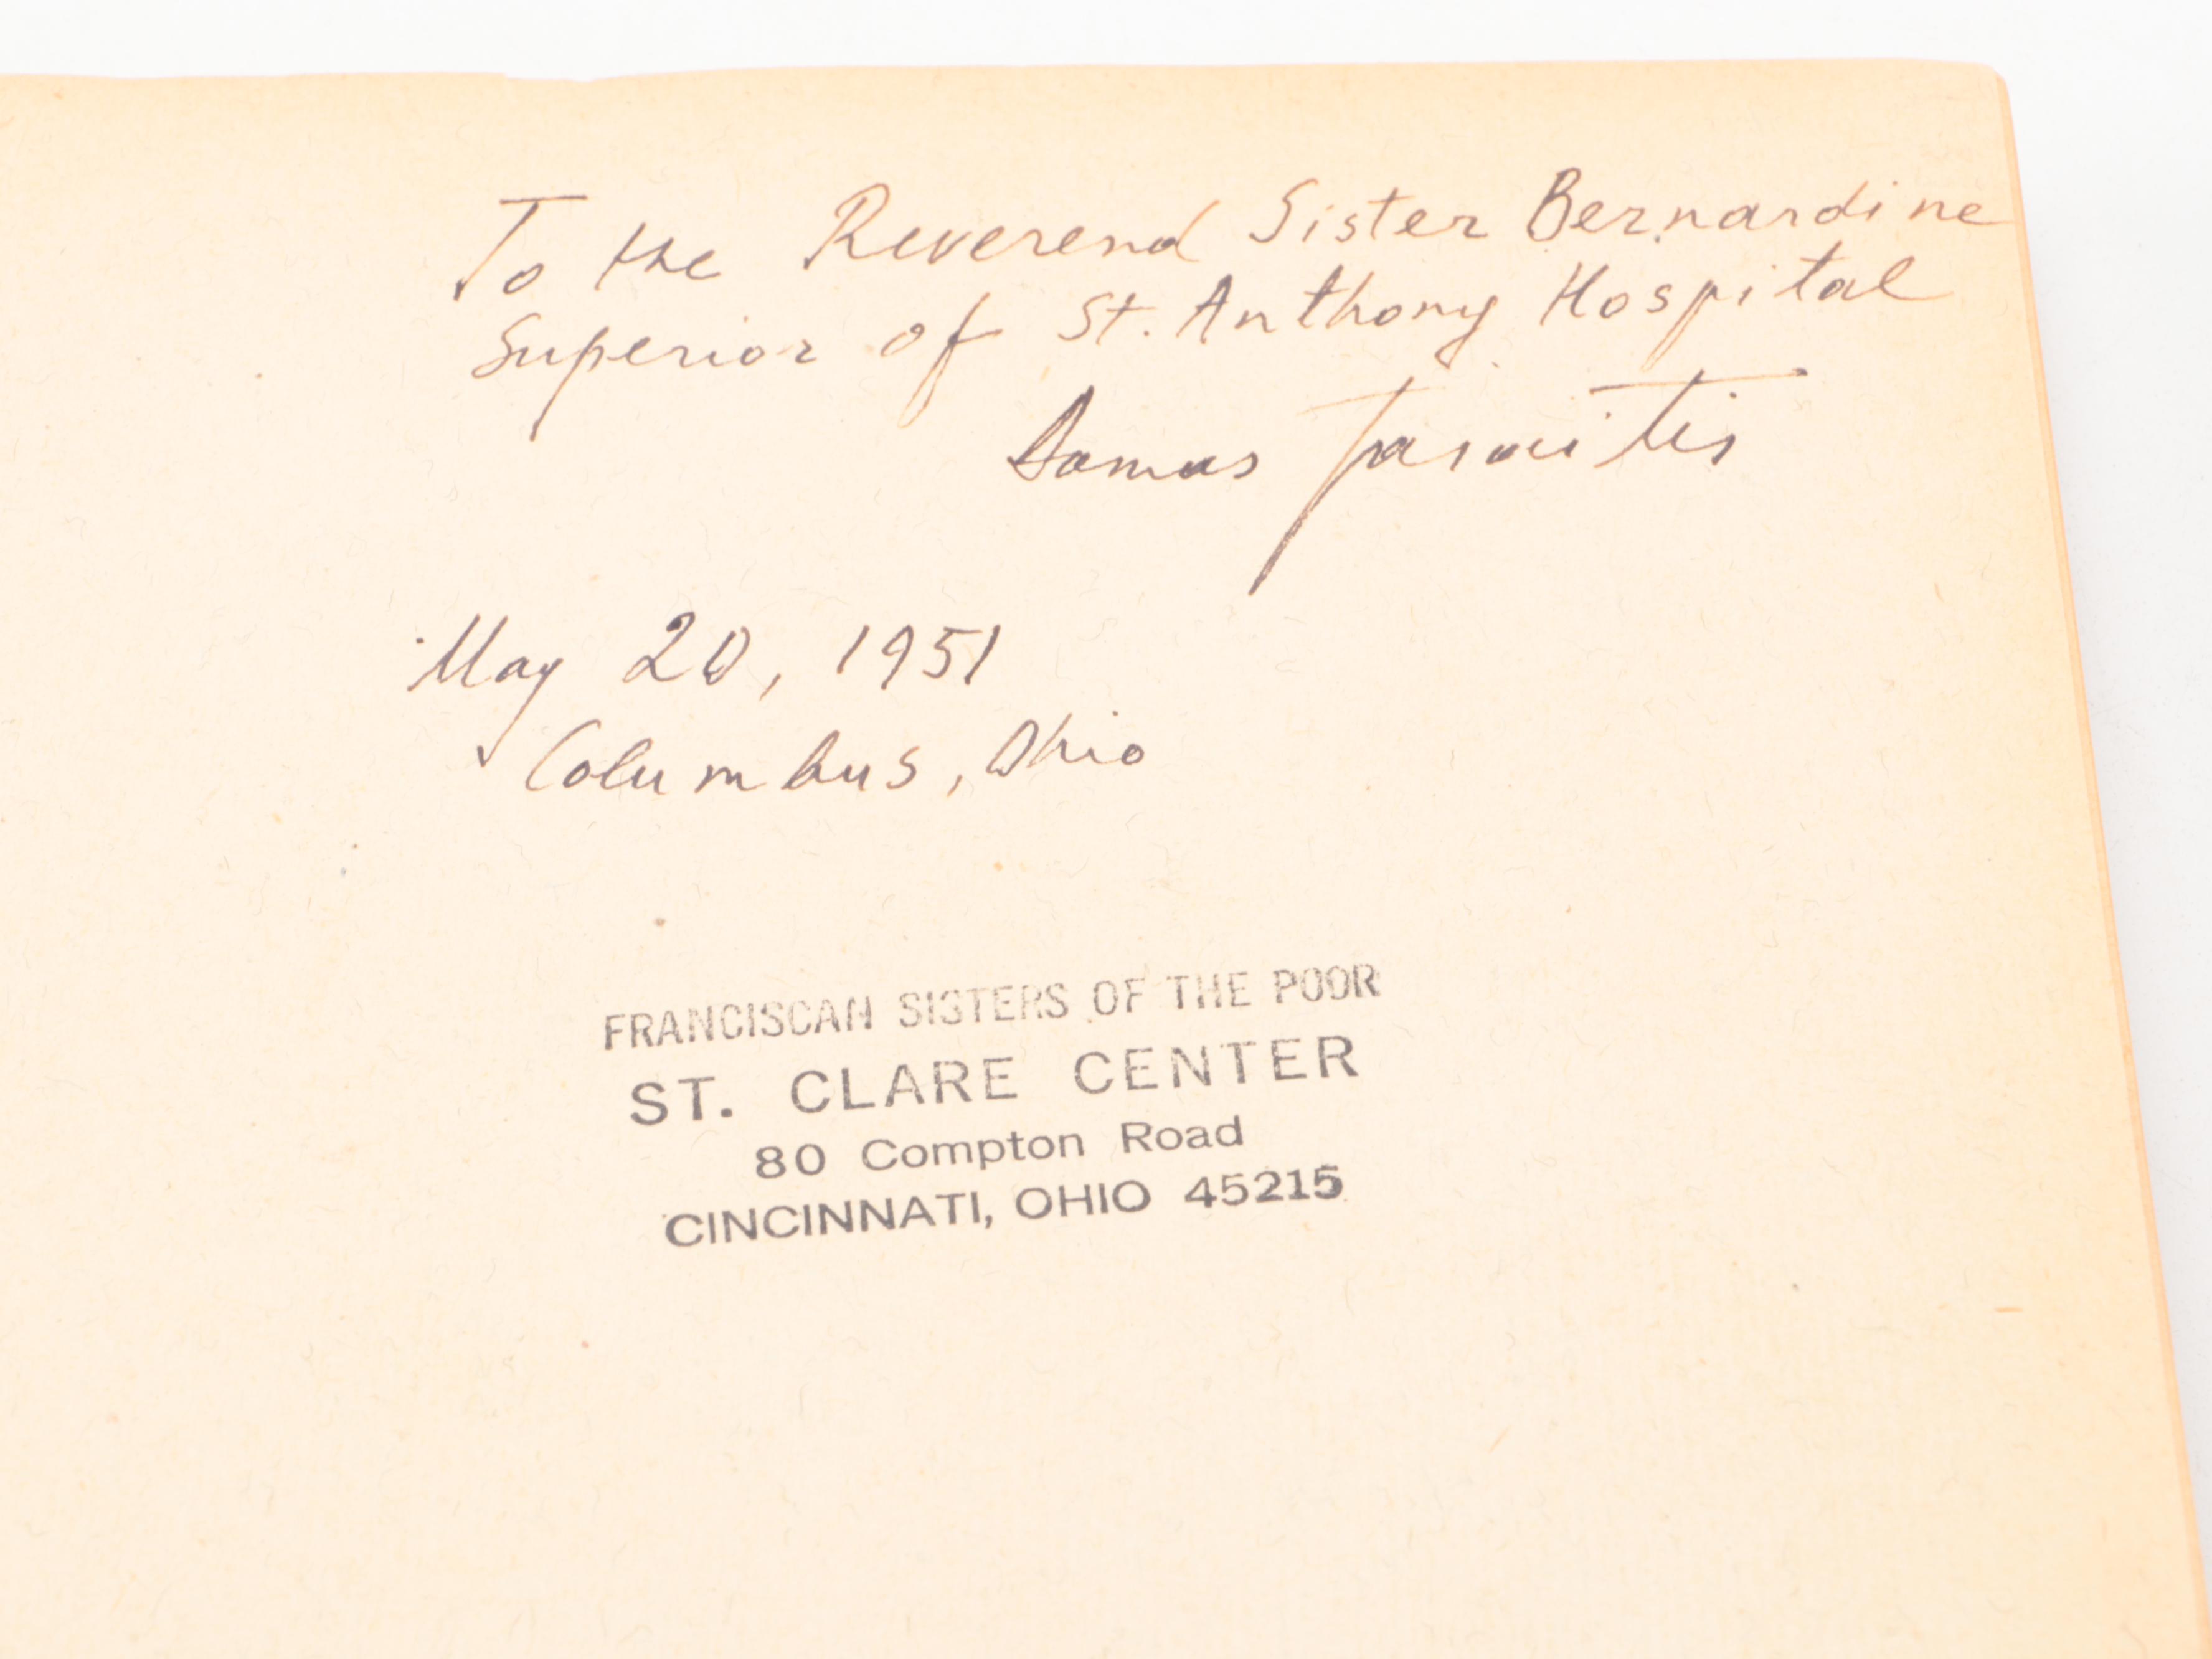 To the Reverend Sister Bernardine
Superior of St. Anthony Hospital
Damas
May 20, 1951
Columbus, Ohio
FRANCISCAN SISTERS OF THE POOR
ST. CLARE CENTER
80 Compton Road
CINCINNATI, OHIO 45215